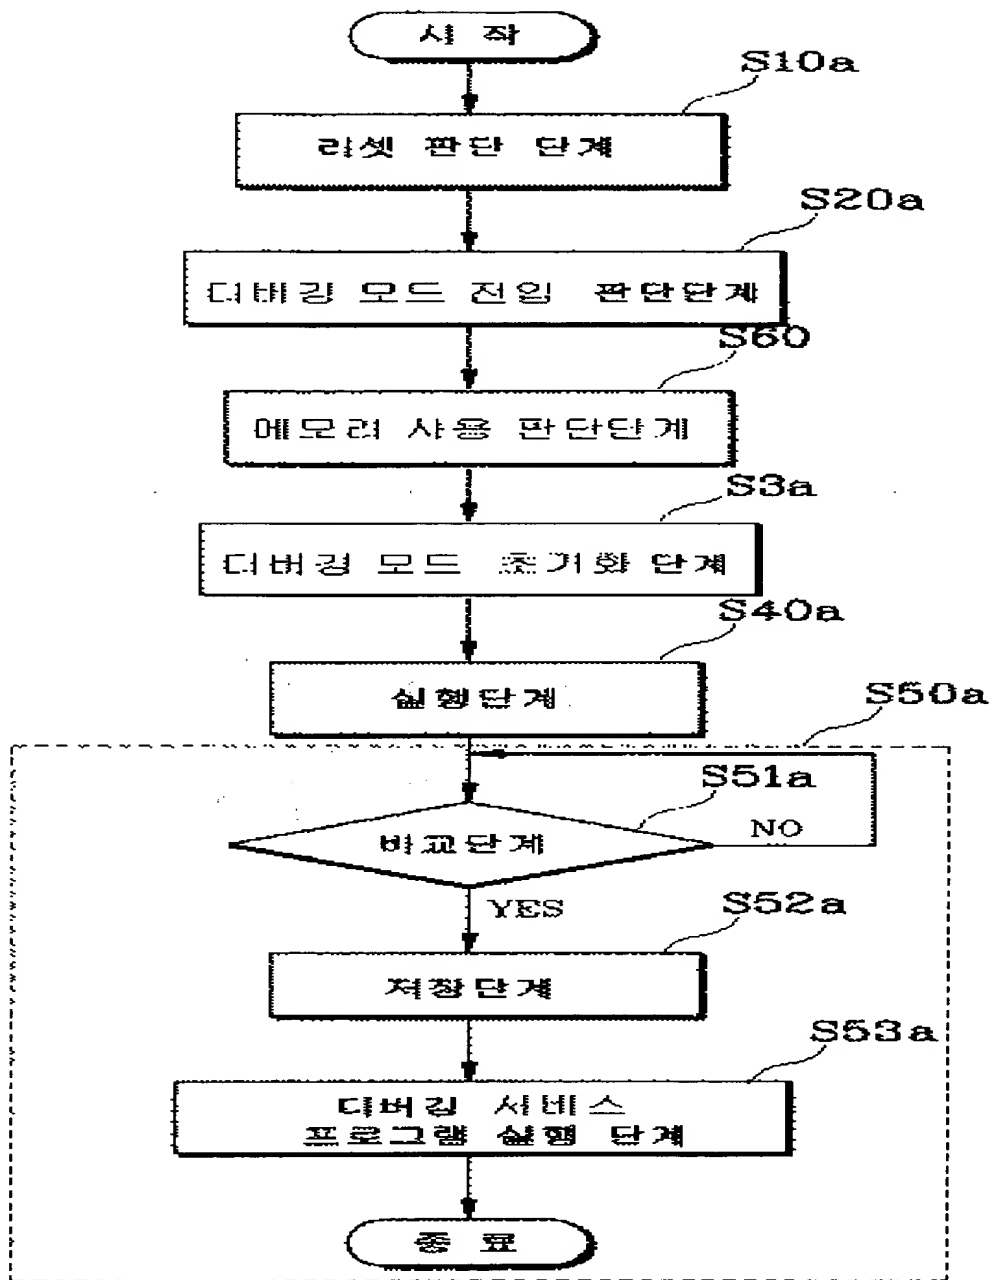 시 작
S10a
리셋 판단 단계
S20a
디버깅 모드 진입 판단단계
S60
메모리 사용 판단단계
S3a
디버깅 모드 초기화 단계
S40a
실행단계
S50a
S51a
비교단계
NO
YES
S52a
저장단계
S53a
디버깅 서비스
프로그램 실행 단계
종 료